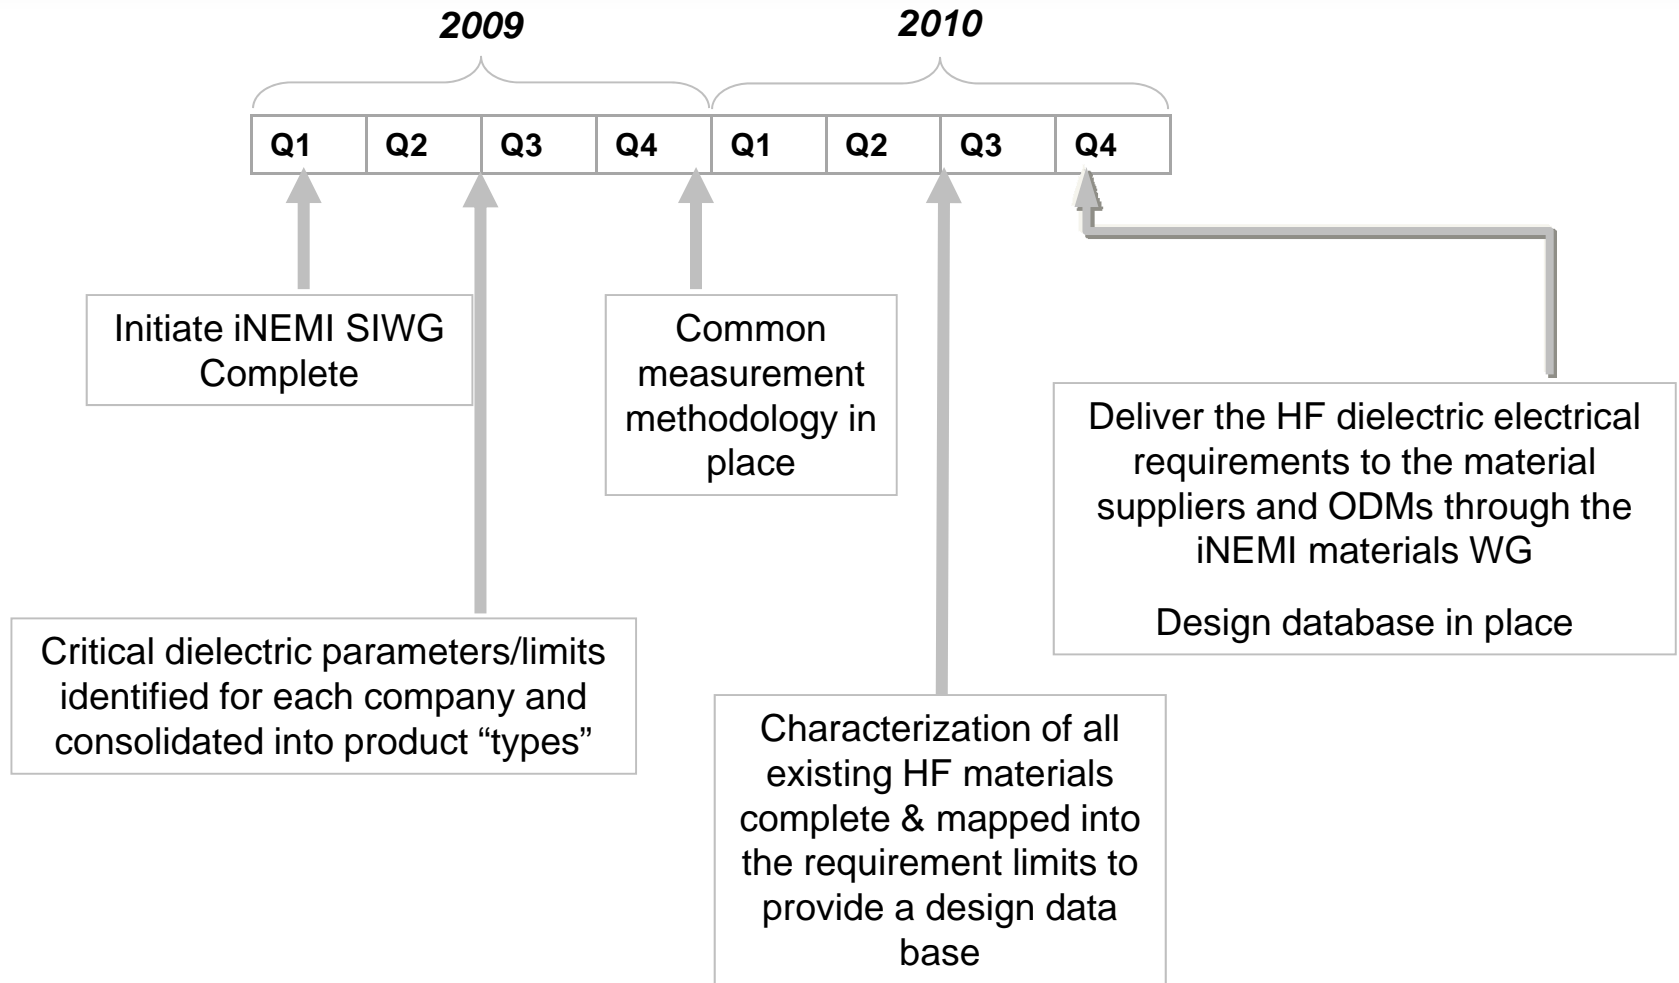 2009
2010
Q1 Q2 Q3 Q4 Q1 Q2 Q3 Q4
Initiate iNEMI SIWG
Complete
Common
measurement
methodology in
place
Deliver the HF dielectric electrical
requirements to the material
suppliers and ODMs through the
iNEMI materials WG
Design database in place
Critical dielectric parameters/limits
identified for each company and
consolidated into product “types”
Characterization of all
existing HF materials
complete & mapped into
the requirement limits to
provide a design data
base